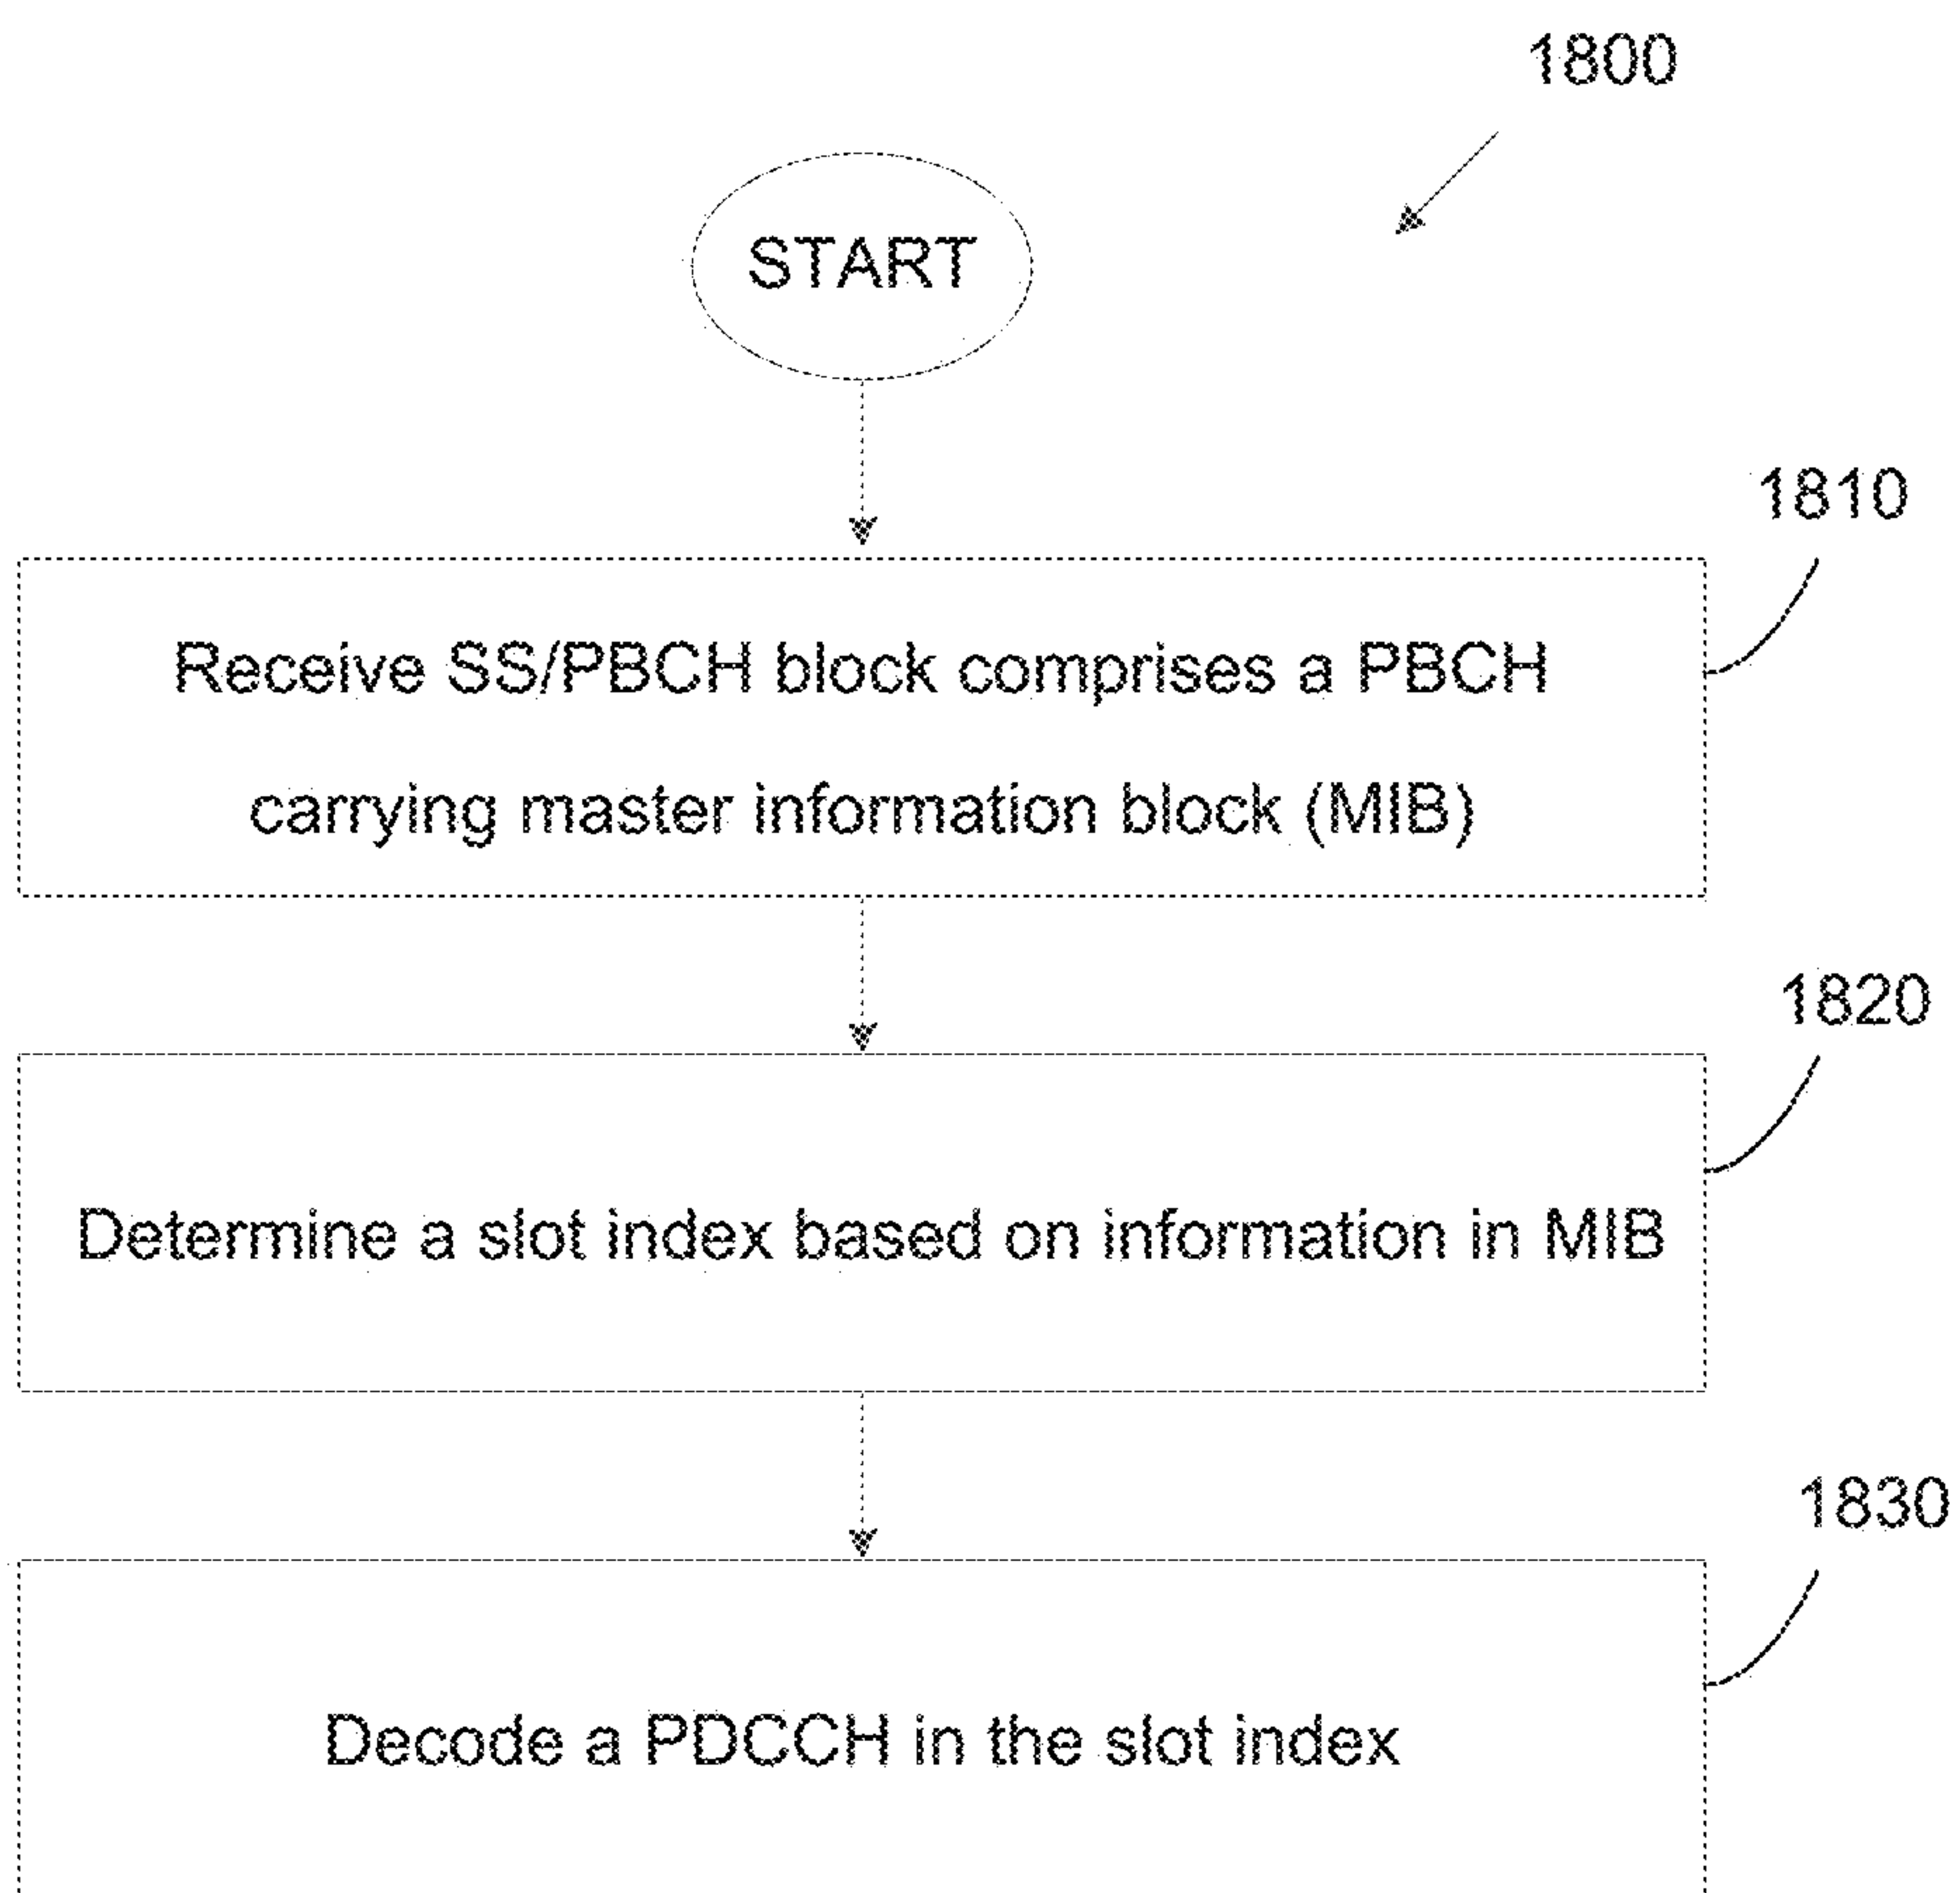 1800
START
1810
Receive SS/PBCH block comprises a PBCH
carrying master information block (MIB)
1820
Determine a slot index based on information in MIB
1830
Decode a PDCCH in the slot index